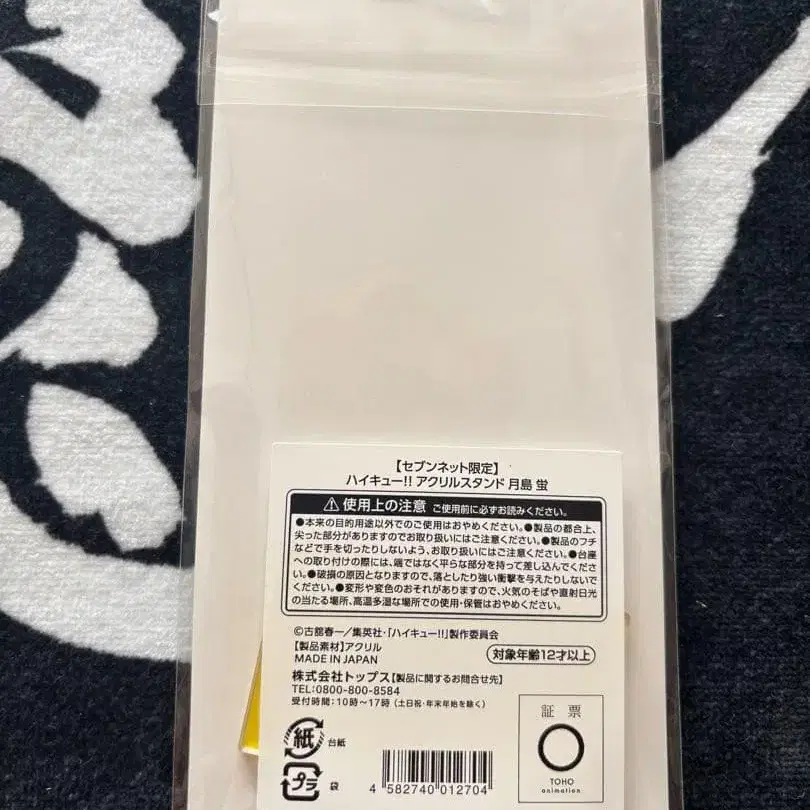 【セブンネット限定】
ハイキュー!! アクリルスタンド 月島 蛍
⚠使用上の注意 ご使用前に必ずお読みください。
●本来の目的用途以外でのご使用はおやめください。●製品の都合上、
尖った部分がありますのでお取り扱いにはご注意ください。●製品のフチ
などで手を切ったりしないよう、お取り扱いにはご注意ください。●台座
への取り付けの際には、端ではなく平らな部分を持って差し込んでくださ
い。●破損の原因となりますので、落としたり強い衝撃を与えたりしないで
ください。●変形や変色のおそれがありますので、火気のそばや直射日光
の当たる場所、高温多湿な場所での使用・保管はおやめください。
©古舘春一／集英社・「ハイキュー!!」製作委員会
【製品素材】アクリル
MADE IN JAPAN
対象年齢12才以上
株式会社トップス【製品に関するお問合せ先】
TEL:0800-800-8584
受付時間：10時〜17時（土日祝・年末年始を除く）
紙 台紙
プラ 袋
4 582740 012704
証 票
TOHO
animation